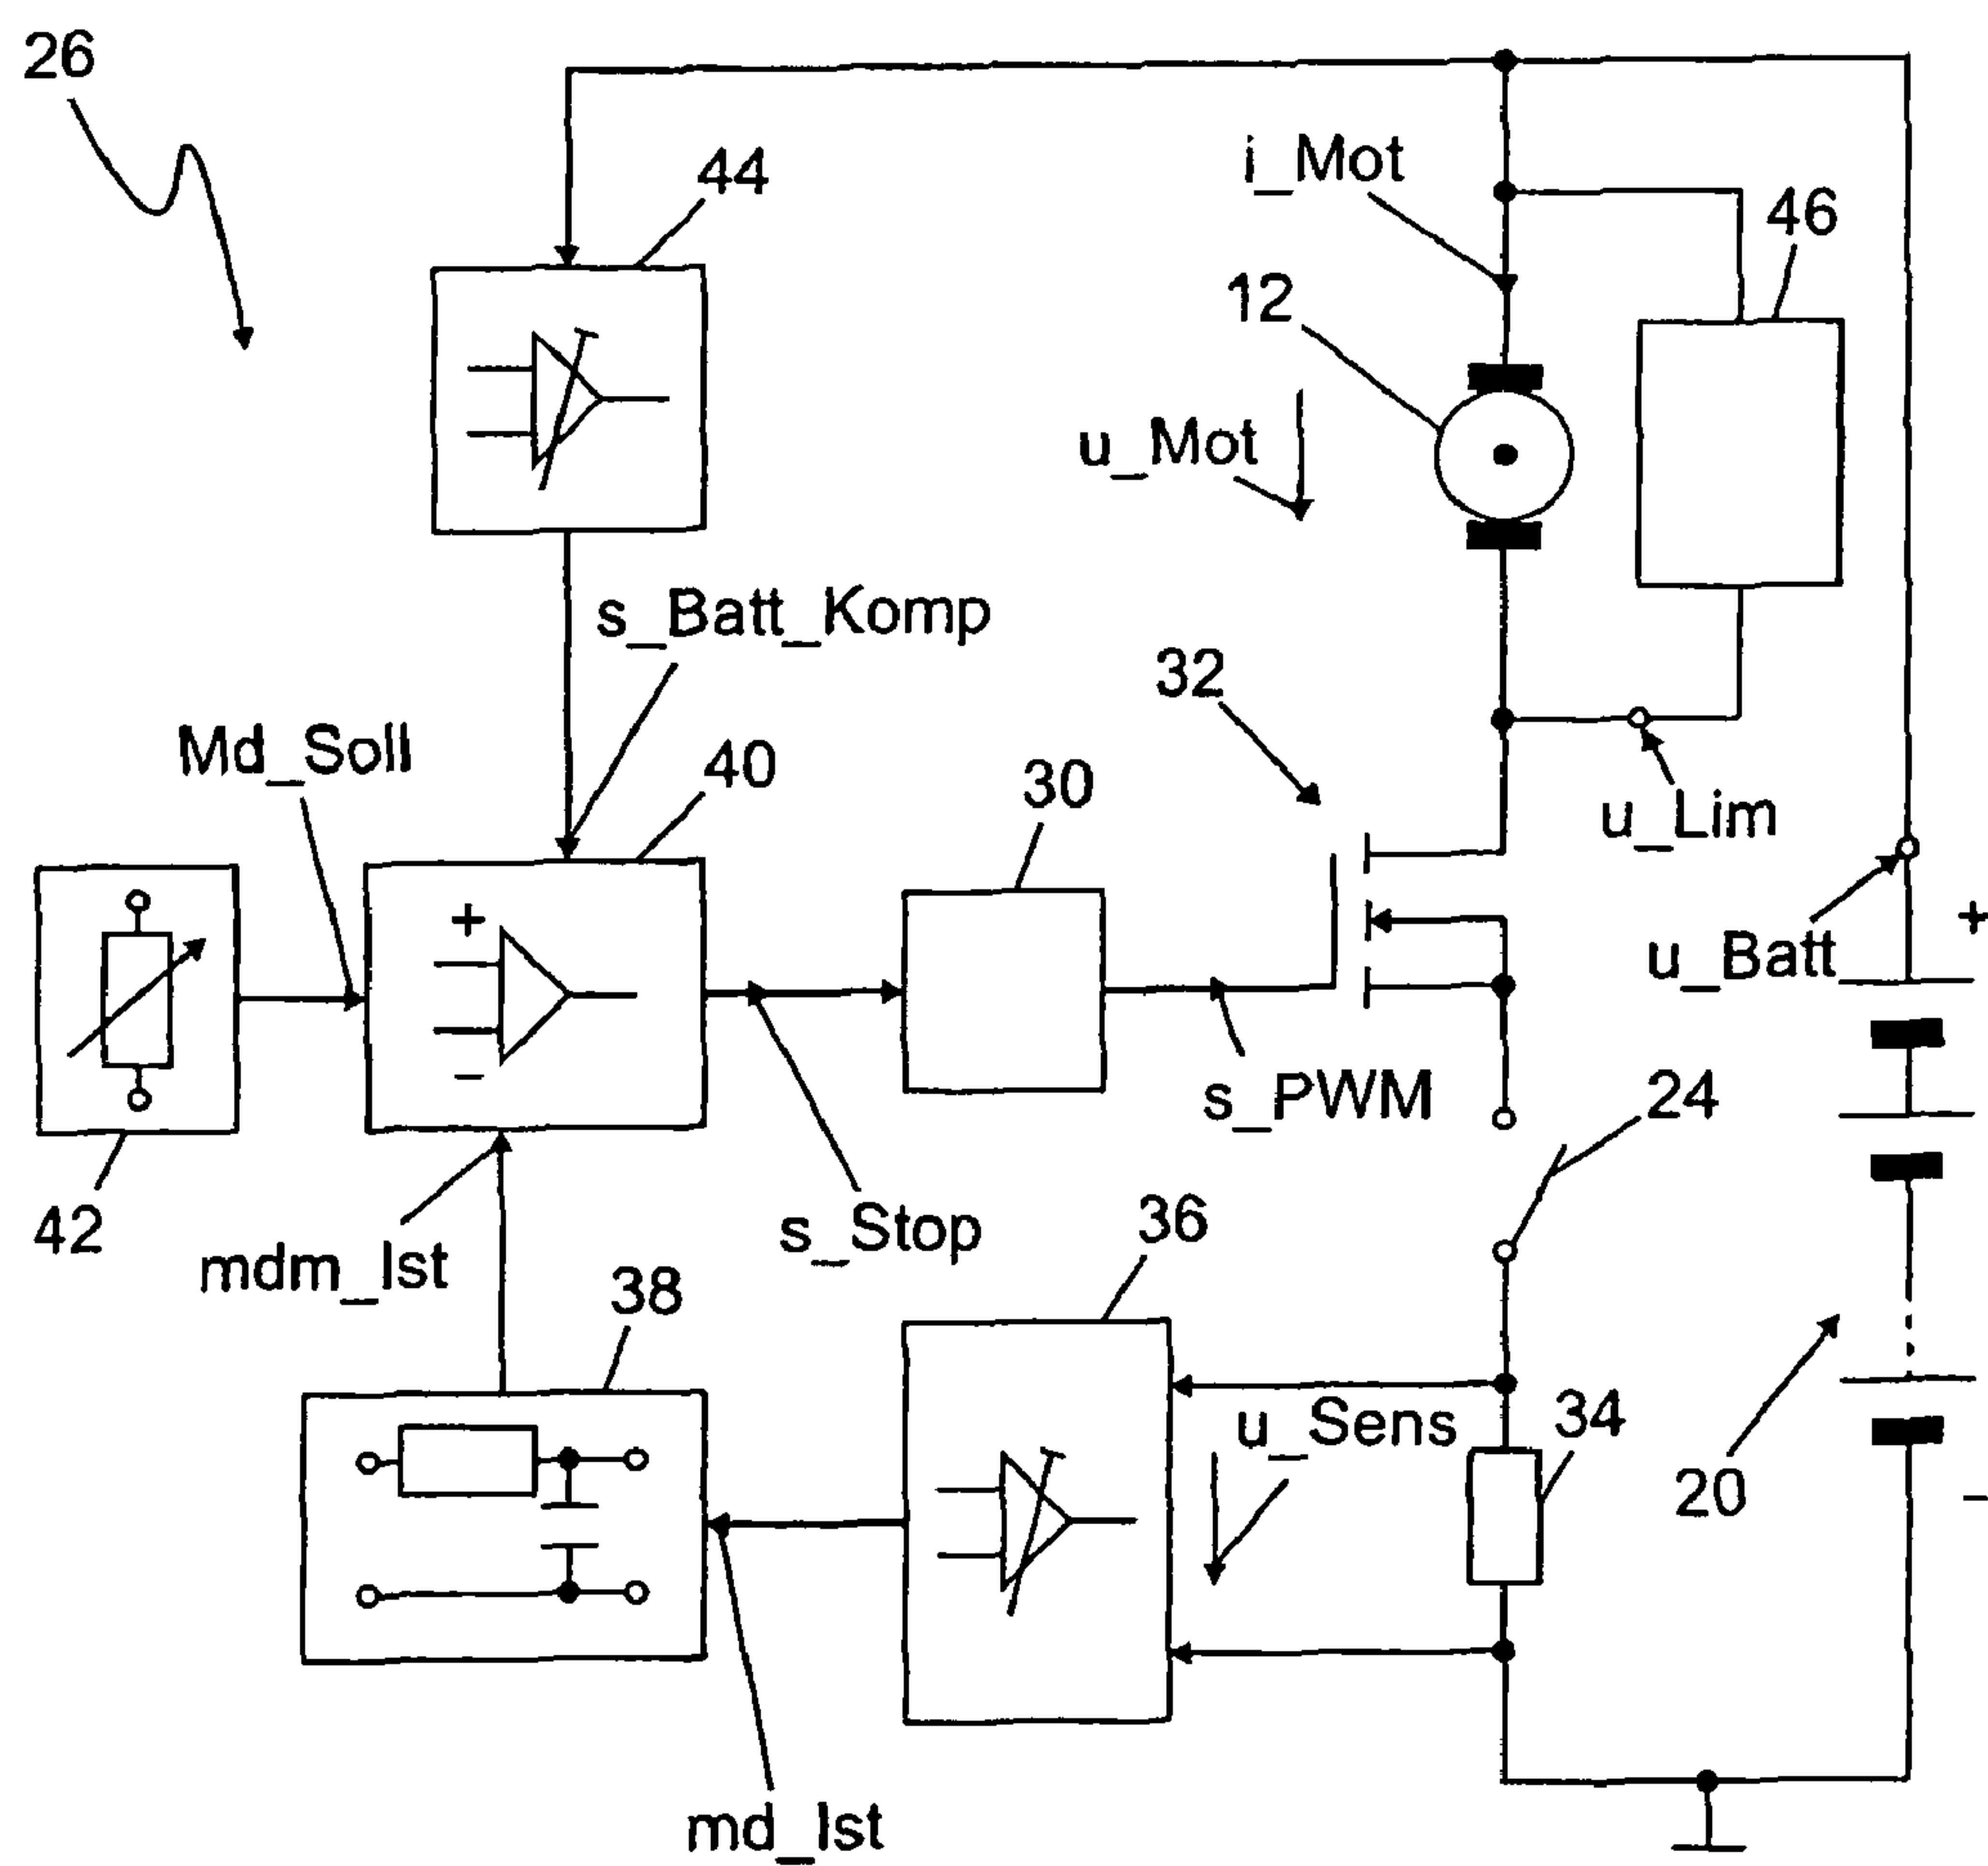 26
44
i_Mot
46
12
u_Mot
s_Batt_Komp
32
Md_Soll
40
30
u_Lim
+
+
u_Batt
–
s_PWM
24
42
mdm_Ist
s_Stop
36
38
u_Sens
34
20
–
md_Ist